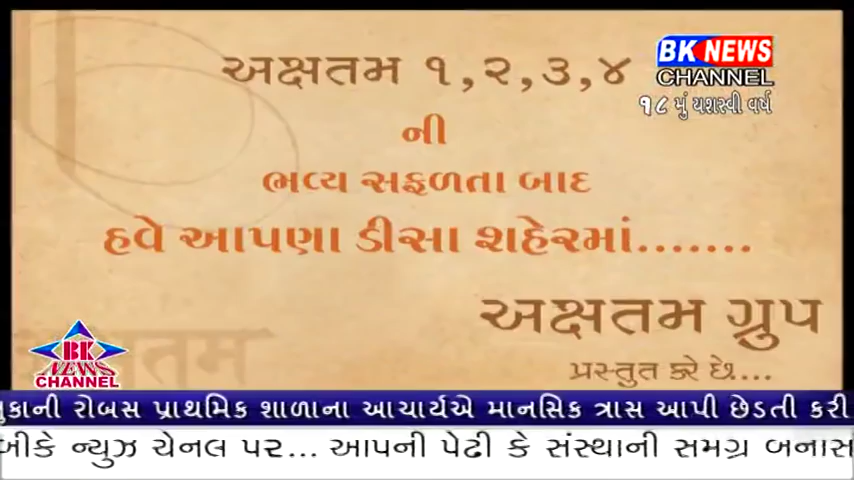 અક્ષતમ ૧,૨,૩,૪
BK NEWS
CHANNEL
૧૮ મું યશસ્વી વર્ષ
ની
ભવ્ય સફળતા બાદ
હવે આપણા ડીસા શહેરમાં.......
અક્ષતમ ગ્રુપ
પ્રસ્તુત કરે છે...
BK
NEWS
CHANNEL
રોબસ પ્રાથમિક શાળાના આચાર્યએ માનસિક ત્રાસ આપી છેડતી કરી
ન્યુઝ ચેનલ પર... આપની પેઢી કે સંસ્થાની સમગ્ર